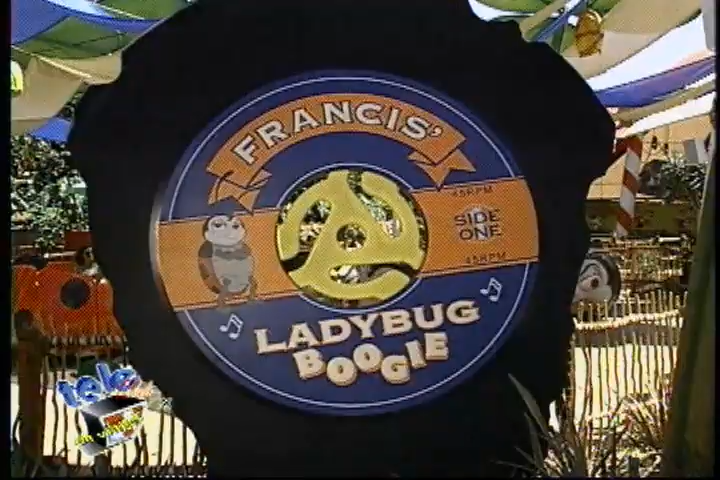 FRANCIS'
45RPM
SIDE
ONE
45RPM
LADYBUG
BOOGIE
tele